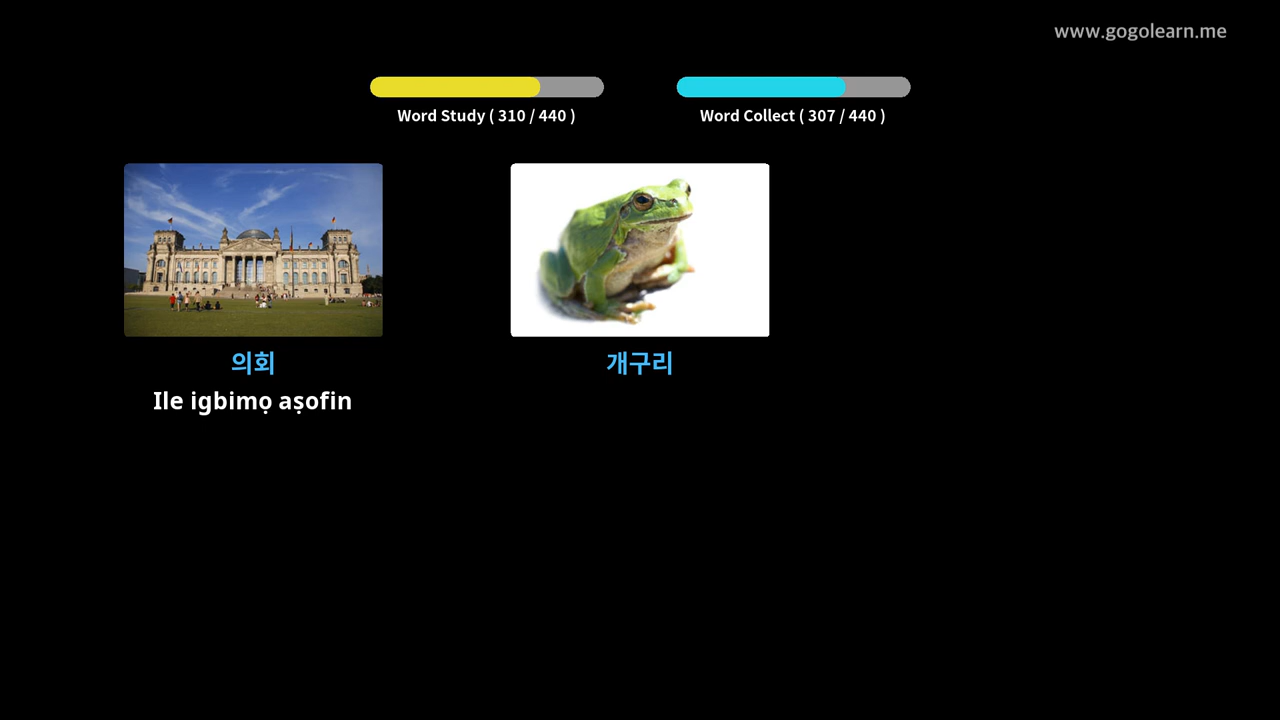 www.gogolearn.me
Word Study ( 310 / 440 )
Word Collect ( 307 / 440 )
의회
개구리
Ile igbimọ aṣofin